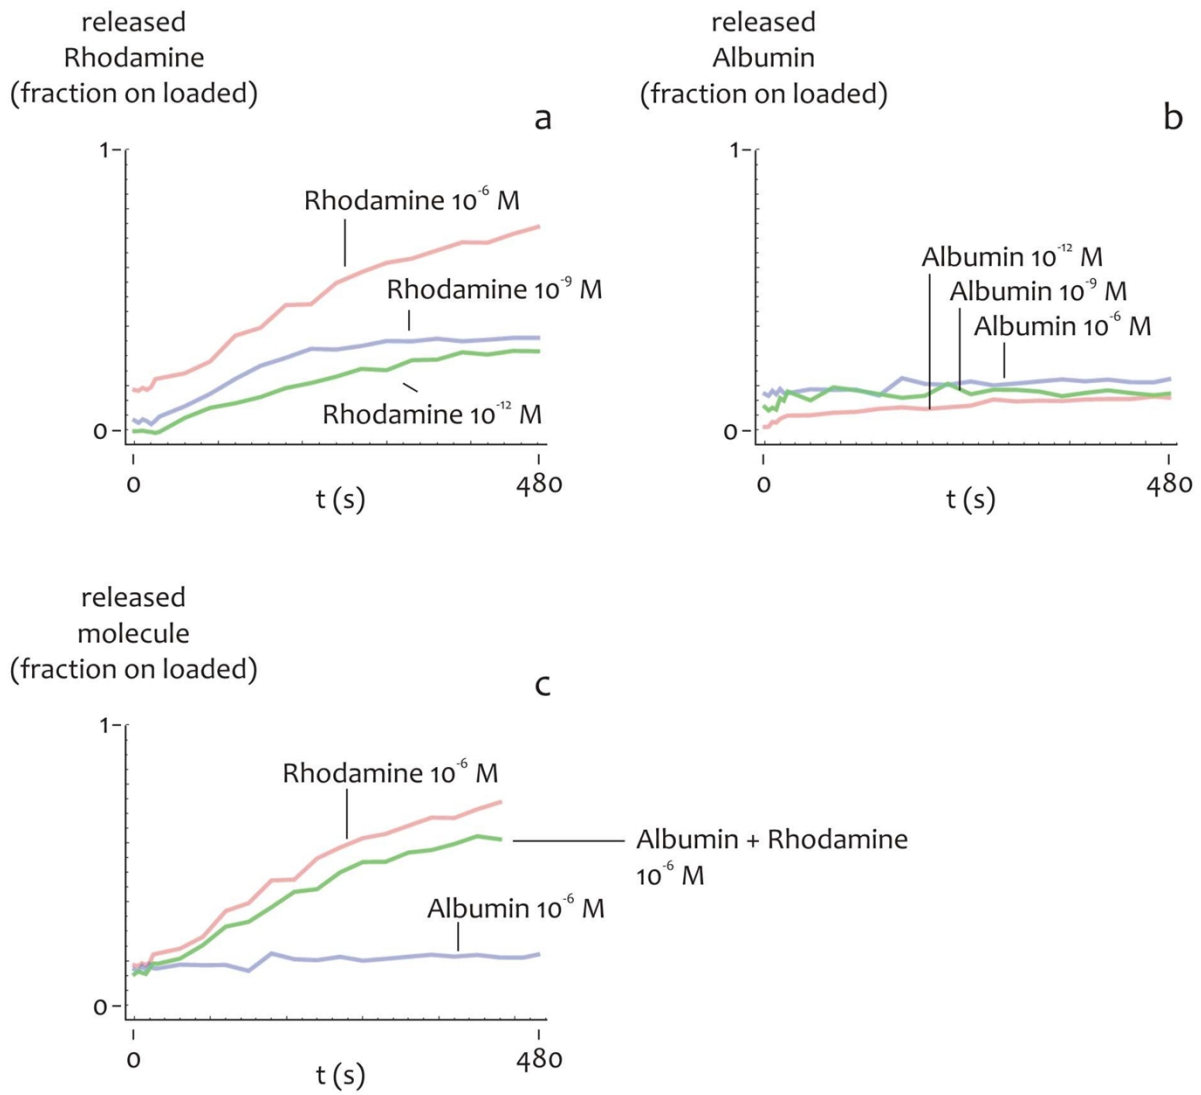 released
Rhodamine
(fraction on loaded)
a
1
Rhodamine 10⁻⁶ M
Rhodamine 10⁻⁹ M
Rhodamine 10⁻¹² M
0
0
480
t (s)
released
Albumin
(fraction on loaded)
b
1
Albumin 10⁻¹² M
Albumin 10⁻⁹ M
Albumin 10⁻⁶ M
0
0
480
t (s)
released
molecule
(fraction on loaded)
c
1
Rhodamine 10⁻⁶ M
Albumin + Rhodamine
10⁻⁶ M
Albumin 10⁻⁶ M
0
0
480
t (s)